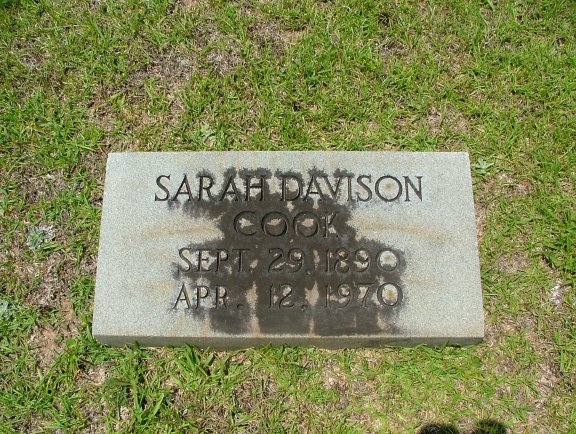 SARAH DAVISON
COOK
SEPT. 29, 1890
APR. 12, 1970